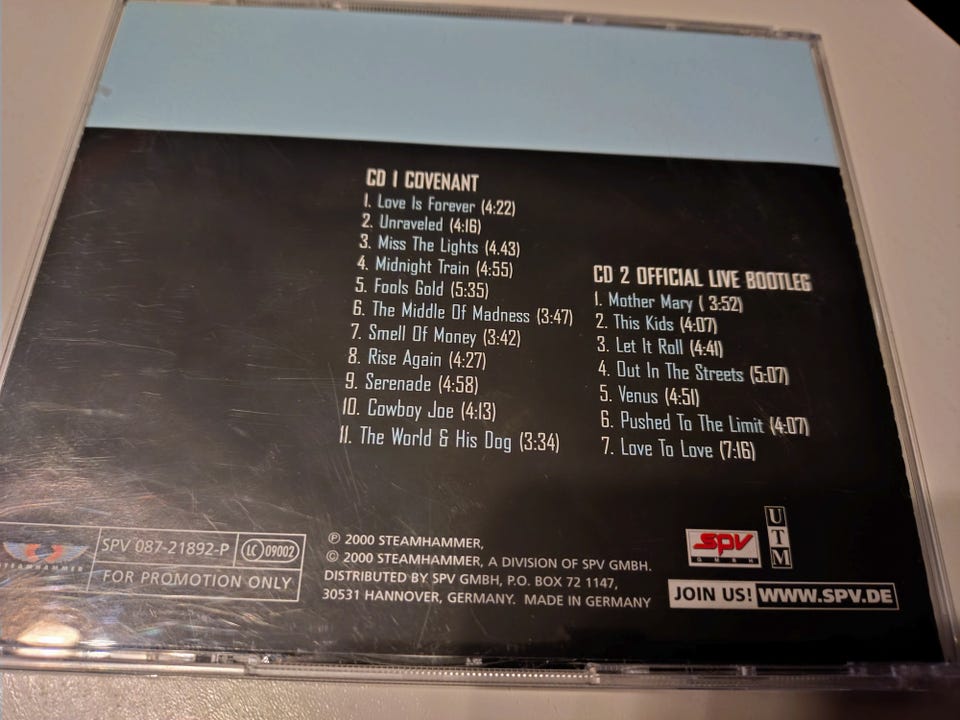 CD 1 COVENANT
1. Love Is Forever (4:22)
2. Unraveled (4:16)
3. Miss The Lights (4.43)
4. Midnight Train (4:55)
5. Fools Gold (5:35)
6. The Middle Of Madness (3:47)
7. Smell Of Money (3:42)
8. Rise Again (4:27)
9. Serenade (4:58)
10. Cowboy Joe (4:13)
11. The World & His Dog (3:34)
CD 2 OFFICIAL LIVE BOOTLEG
1. Mother Mary ( 3:52)
2. This Kids (4:07)
3. Let It Roll (4:41)
4. Out In The Streets (5:07)
5. Venus (4:51)
6. Pushed To The Limit (4:07)
7. Love To Love (7:16)
STEAMHAMMER
SPV 087-21892-P
LC 09002
FOR PROMOTION ONLY
℗ 2000 STEAMHAMMER,
© 2000 STEAMHAMMER, A DIVISION OF SPV GMBH.
DISTRIBUTED BY SPV GMBH, P.O. BOX 72 1147,
30531 HANNOVER, GERMANY. MADE IN GERMANY
spv
GMBH
UTM
JOIN US! WWW.SPV.DE